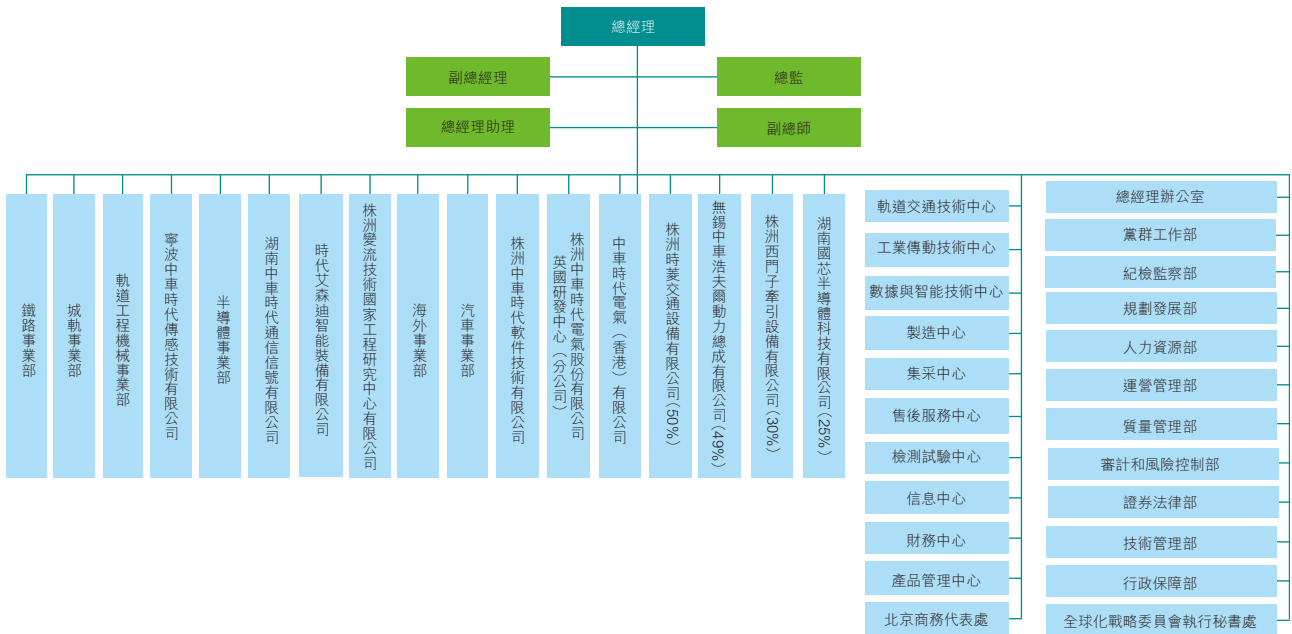 總經理
副總經理
總監
總經理助理
副總師
鐵路事業部
城軌事業部
軌道工程機械事業部
寧波中車時代傳感技術有限公司
半導體事業部
湖南中車時代通信信號有限公司
時代艾森迪智能裝備有限公司
株洲變流技術國家工程研究中心有限公司
海外事業部
汽車事業部
株洲中車時代軟件技術有限公司
株洲中車時代電氣股份有限公司
英國研發中心（分公司）
中車時代電氣（香港）有限公司
株洲時菱交通設備有限公司(50%)
無錫中車浩夫爾動力總成有限公司(49%)
株洲西門子牽引設備有限公司(30%)
湖南國芯半導體科技有限公司(25%)
軌道交通技術中心
工業傳動技術中心
數據與智能技術中心
製造中心
集采中心
售後服務中心
檢測試驗中心
信息中心
財務中心
產品管理中心
北京商務代表處
總經理辦公室
黨群工作部
紀檢監察部
規劃發展部
人力資源部
運營管理部
質量管理部
審計和風險控制部
證券法律部
技術管理部
行政保障部
全球化戰略委員會執行秘書處